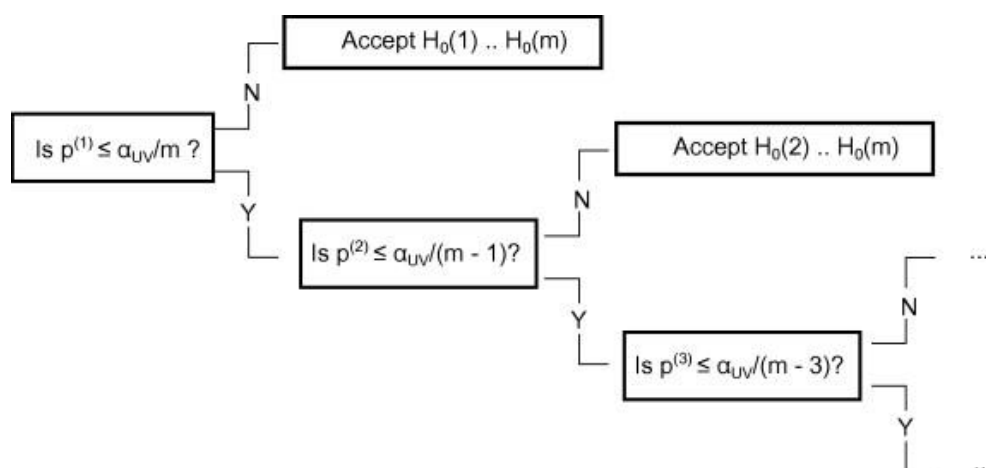 Accept H₀(1) .. H₀(m)
N
Is p⁽¹⁾ ≤ α_UV/m ?
Y
Accept H₀(2) .. H₀(m)
N
Is p⁽²⁾ ≤ α_UV/(m - 1)?
Y
...
N
Is p⁽³⁾ ≤ α_UV/(m - 3)?
Y
..